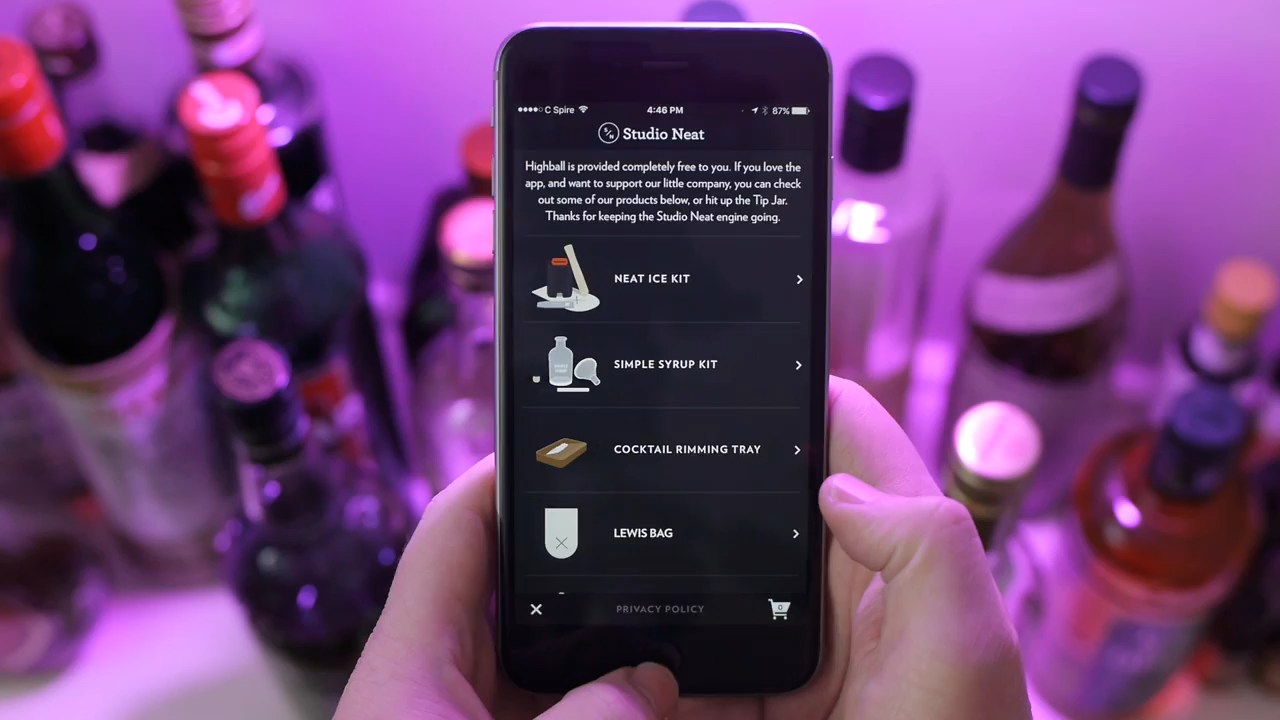 C Spire 4:46 PM 87%
S/N Studio Neat
Highball is provided completely free to you. If you love the
app, and want to support our little company, you can check
out some of our products below, or hit up the Tip Jar.
Thanks for keeping the Studio Neat engine going.
NEAT ICE KIT
SIMPLE SYRUP KIT
COCKTAIL RIMMING TRAY
LEWIS BAG
PRIVACY POLICY 0